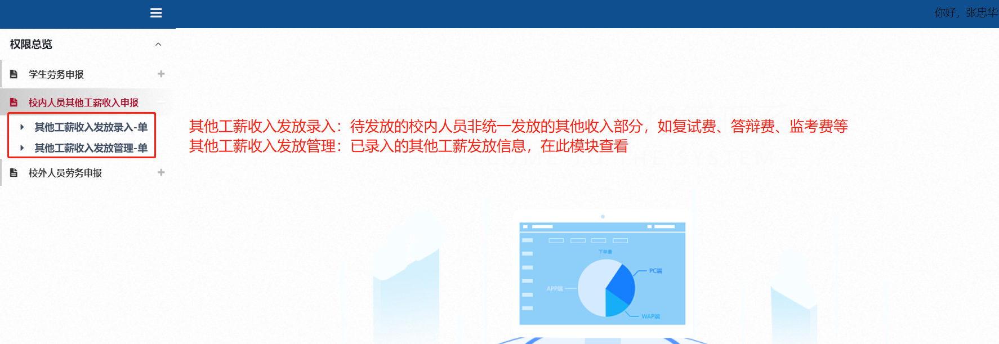 你好，张忠华
权限总览
学生劳务申报
校内人员其他工薪收入申报
其他工薪收入发放录入-单
其他工薪收入发放管理-单
校外人员劳务申报
其他工薪收入发放录入：待发放的校内人员非统一发放的其他收入部分，如复试费、答辩费、监考费等
其他工薪收入发放管理：已录入的其他工薪发放信息，在此模块查看
WELCOME TO THE SYSTEM
下单量
PC端
APP端
WAP端